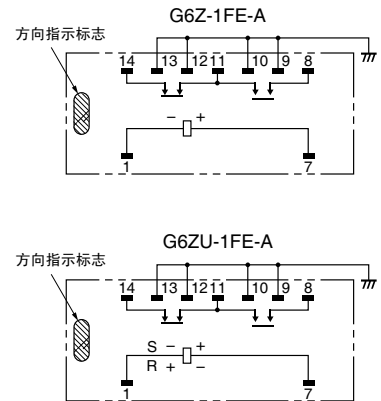 G6Z-1FE-A
方向指示标志
14 13 12 11 10 9 8
− +
1 7
G6ZU-1FE-A
方向指示标志
14 13 12 11 10 9 8
S − +
R + −
1 7